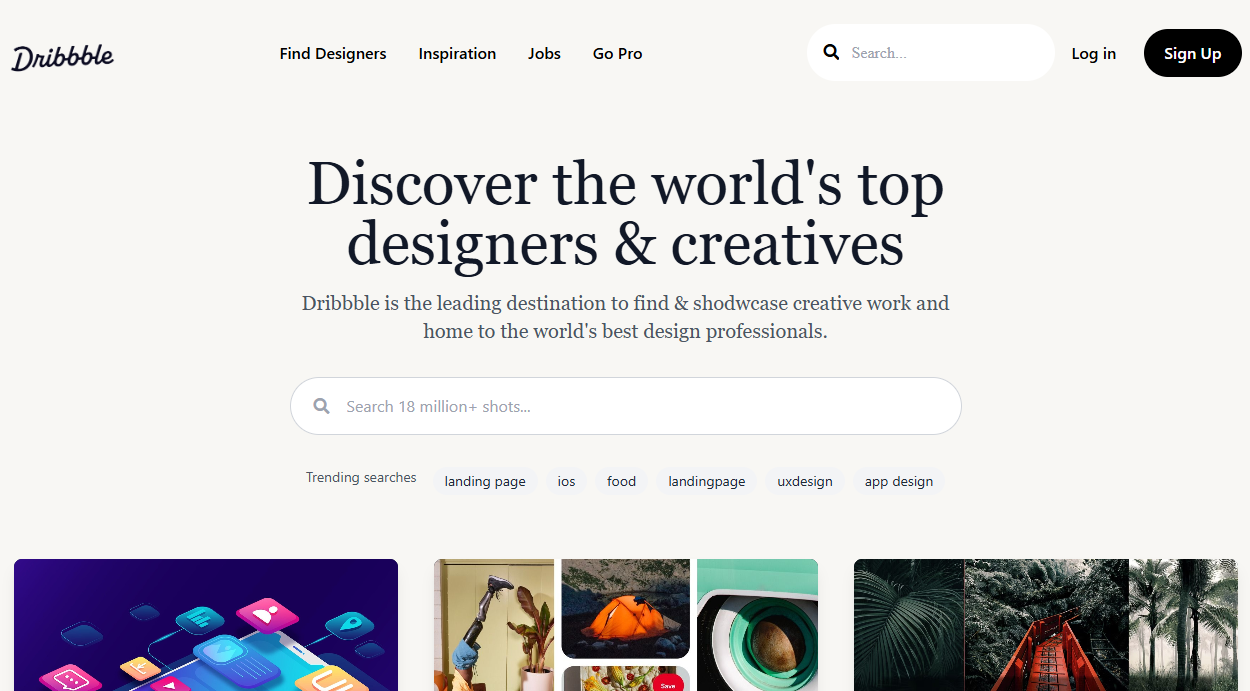 Dribbble
Find Designers Inspiration Jobs Go Pro
Search...
Log in
Sign Up
Discover the world's top
designers & creatives
Dribbble is the leading destination to find & shodwcase creative work and
home to the world's best design professionals.
Search 18 million+ shots...
Trending searches landing page ios food landingpage uxdesign app design
Save